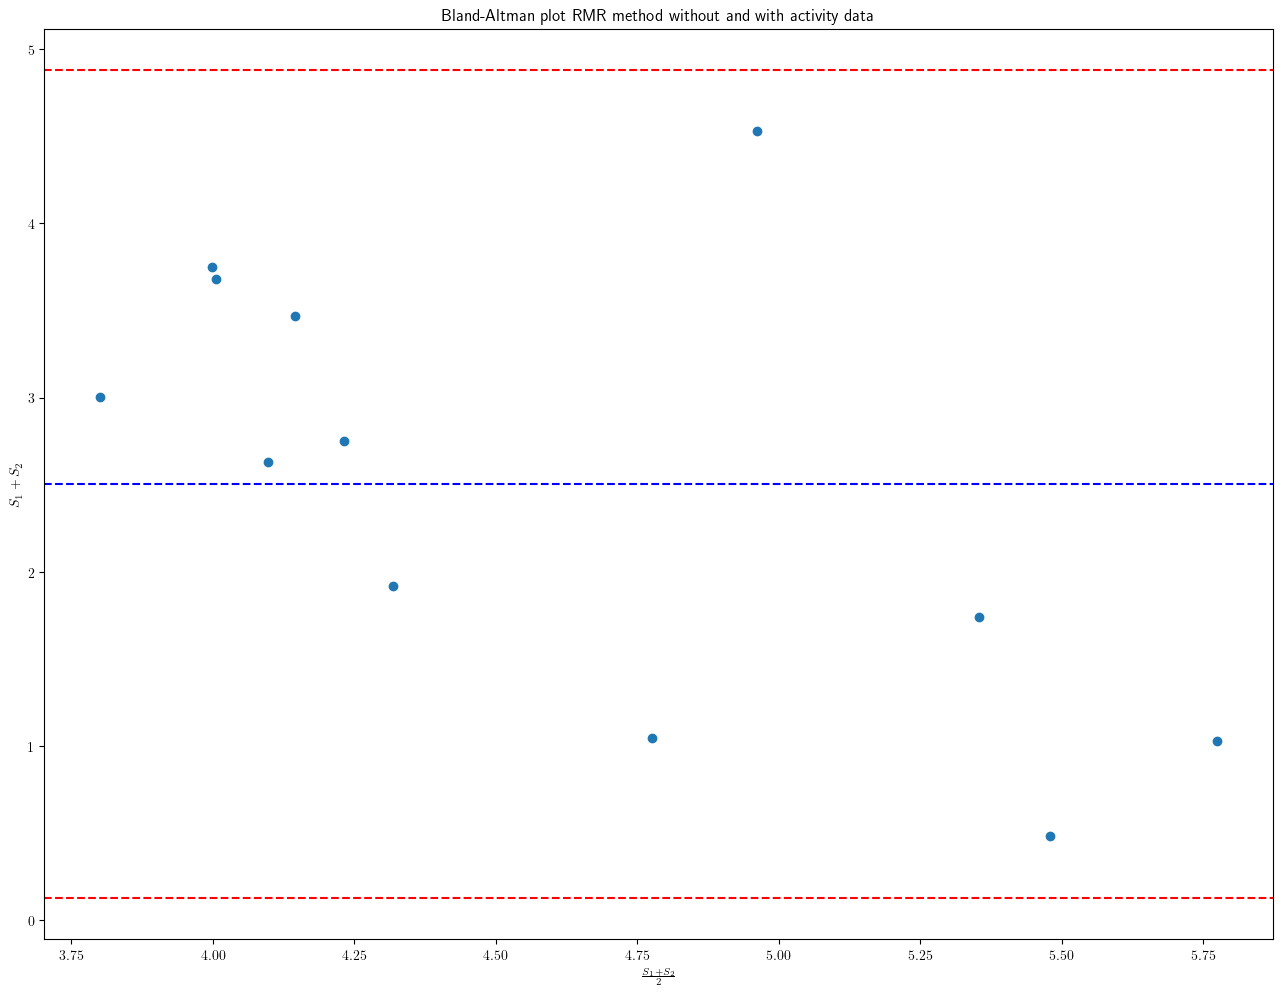 Bland-Altman plot RMR method without and with activity data
5
4
3
2
1
0
S₁ + S₂
3.75 4.00 4.25 4.50 4.75 5.00 5.25 5.50 5.75
S₁+S₂
2